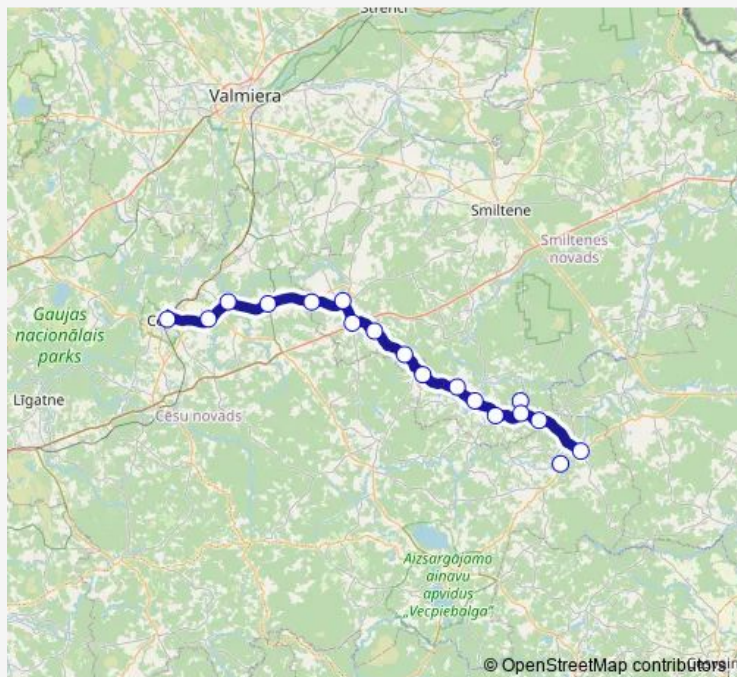 Strenči
Valmiera
Smiltene
Smiltenes
novads
Gaujas
nacionālais
parks
Līgatne
Cēsu novads
Aizsargājamo
ainavu
apvidus
„Vecpiebalga"
© OpenStreetMap contributors